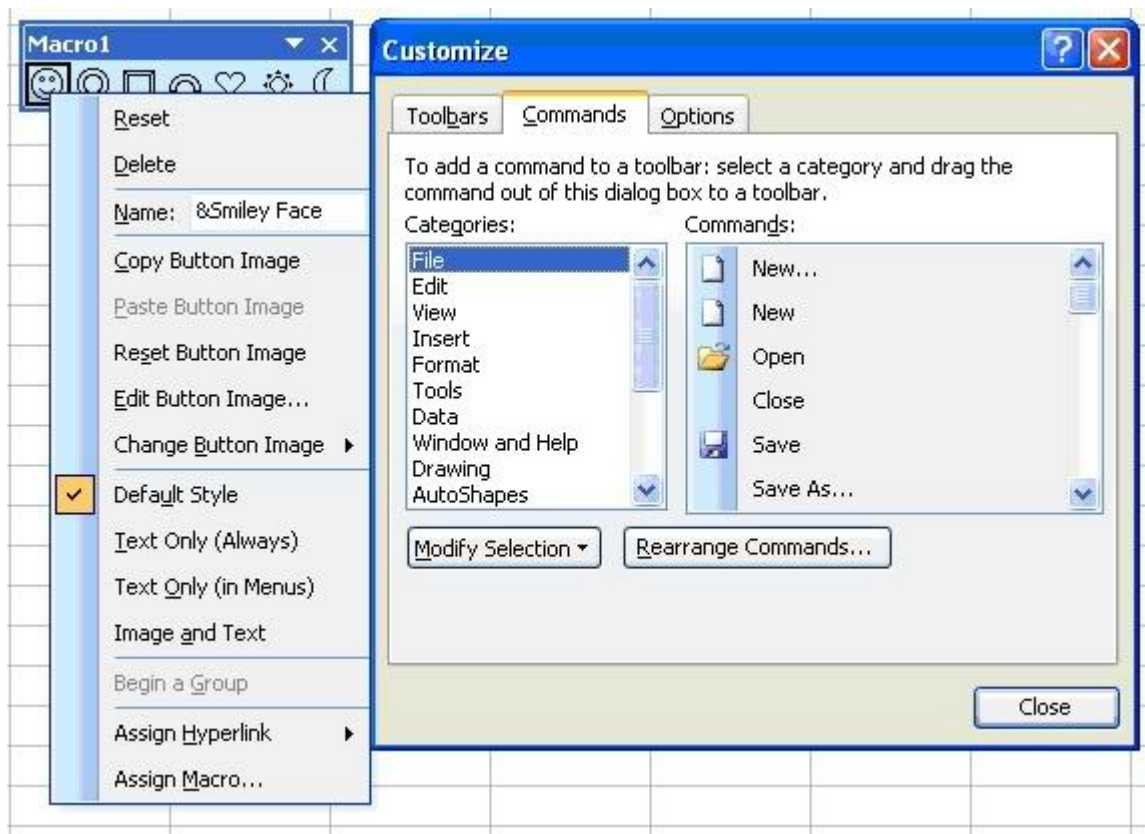 Macro1
Reset
Delete
Name: &Smiley Face
Copy Button Image
Paste Button Image
Reset Button Image
Edit Button Image...
Change Button Image
Default Style
Text Only (Always)
Text Only (in Menus)
Image and Text
Begin a Group
Assign Hyperlink
Assign Macro...
Customize
Toolbars Commands Options
To add a command to a toolbar: select a category and drag the
command out of this dialog box to a toolbar.
Categories:
File
Edit
View
Insert
Format
Tools
Data
Window and Help
Drawing
AutoShapes
Commands:
New...
New
Open
Close
Save
Save As...
Modify Selection
Rearrange Commands...
Close